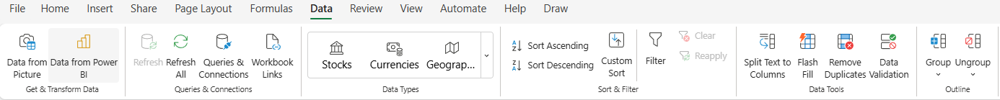 File Home Insert Share Page Layout Formulas Data Review View Automate Help Draw
Data from Picture
Data from Power BI
Get & Transform Data
Refresh
Refresh All
Queries & Connections
Workbook Links
Queries & Connections
Stocks
Currencies
Geograp...
Data Types
Sort Ascending
Sort Descending
Custom Sort
Filter
Clear
Reapply
Sort & Filter
Split Text to Columns
Flash Fill
Remove Duplicates
Data Validation
Data Tools
Group
Ungroup
Outline